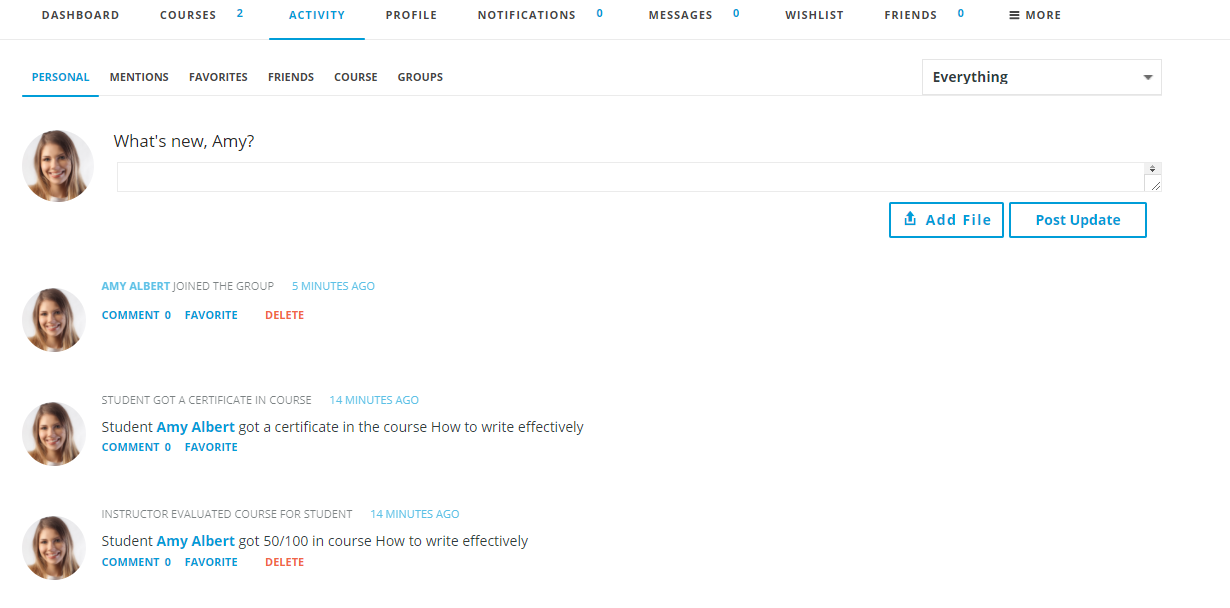 DASHBOARD COURSES 2 ACTIVITY PROFILE NOTIFICATIONS 0 MESSAGES 0 WISHLIST FRIENDS 0 MORE
PERSONAL MENTIONS FAVORITES FRIENDS COURSE GROUPS Everything
What's new, Amy?
Add File Post Update
AMY ALBERT JOINED THE GROUP 5 MINUTES AGO
COMMENT 0 FAVORITE DELETE
STUDENT GOT A CERTIFICATE IN COURSE 14 MINUTES AGO
Student Amy Albert got a certificate in the course How to write effectively
COMMENT 0 FAVORITE
INSTRUCTOR EVALUATED COURSE FOR STUDENT 14 MINUTES AGO
Student Amy Albert got 50/100 in course How to write effectively
COMMENT 0 FAVORITE DELETE